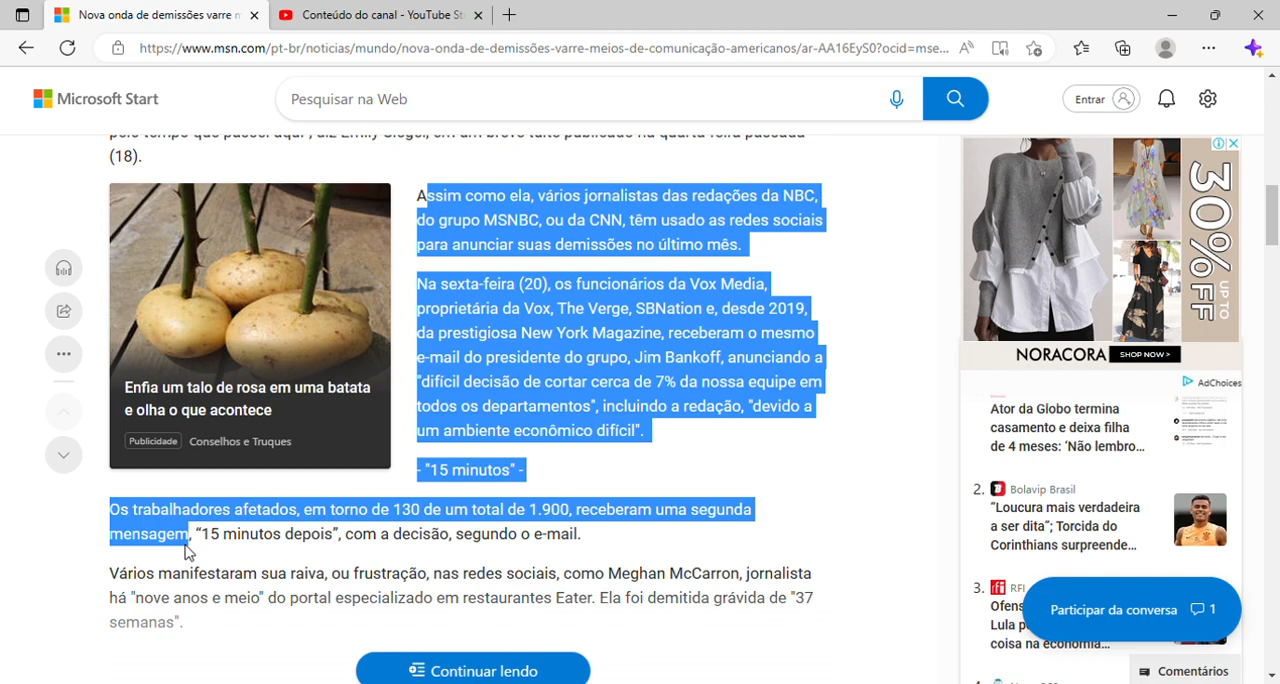 Nova onda de demissões varre m
Conteúdo do canal - YouTube St
https://www.msn.com/pt-br/noticias/mundo/nova-onda-de-demissões-varre-meios-de-comunicação-americanos/ar-AA16EyS0?ocid=mse...
Microsoft Start
Pesquisar na Web
Entrar
(18).
Assim como ela, vários jornalistas das redações da NBC,
do grupo MSNBC, ou da CNN, têm usado as redes sociais
para anunciar suas demissões no último mês.
Na sexta-feira (20), os funcionários da Vox Media,
proprietária da Vox, The Verge, SBNation e, desde 2019,
da prestigiosa New York Magazine, receberam o mesmo
e-mail do presidente do grupo, Jim Bankoff, anunciando a
"difícil decisão de cortar cerca de 7% da nossa equipe em
todos os departamentos", incluindo a redação, "devido a
um ambiente econômico difícil".
- "15 minutos" -
Enfia um talo de rosa em uma batata
e olha o que acontece
Publicidade Conselhos e Truques
Os trabalhadores afetados, em torno de 130 de um total de 1.900, receberam uma segunda
mensagem, “15 minutos depois”, com a decisão, segundo o e-mail.
Vários manifestaram sua raiva, ou frustração, nas redes sociais, como Meghan McCarron, jornalista
há "nove anos e meio" do portal especializado em restaurantes Eater. Ela foi demitida grávida de "37
semanas".
Continuar lendo
UP TO
30% OFF
NORACORA SHOP NOW >
AdChoices
Ator da Globo termina
casamento e deixa filha
de 4 meses: ‘Não lembro...
2. Bolavip Brasil
“Loucura mais verdadeira
a ser dita”; Torcida do
Corinthians surpreende...
3. rfi RFI
Ofens
Lula p
coisa na economia...
Participar da conversa 1
Comentários